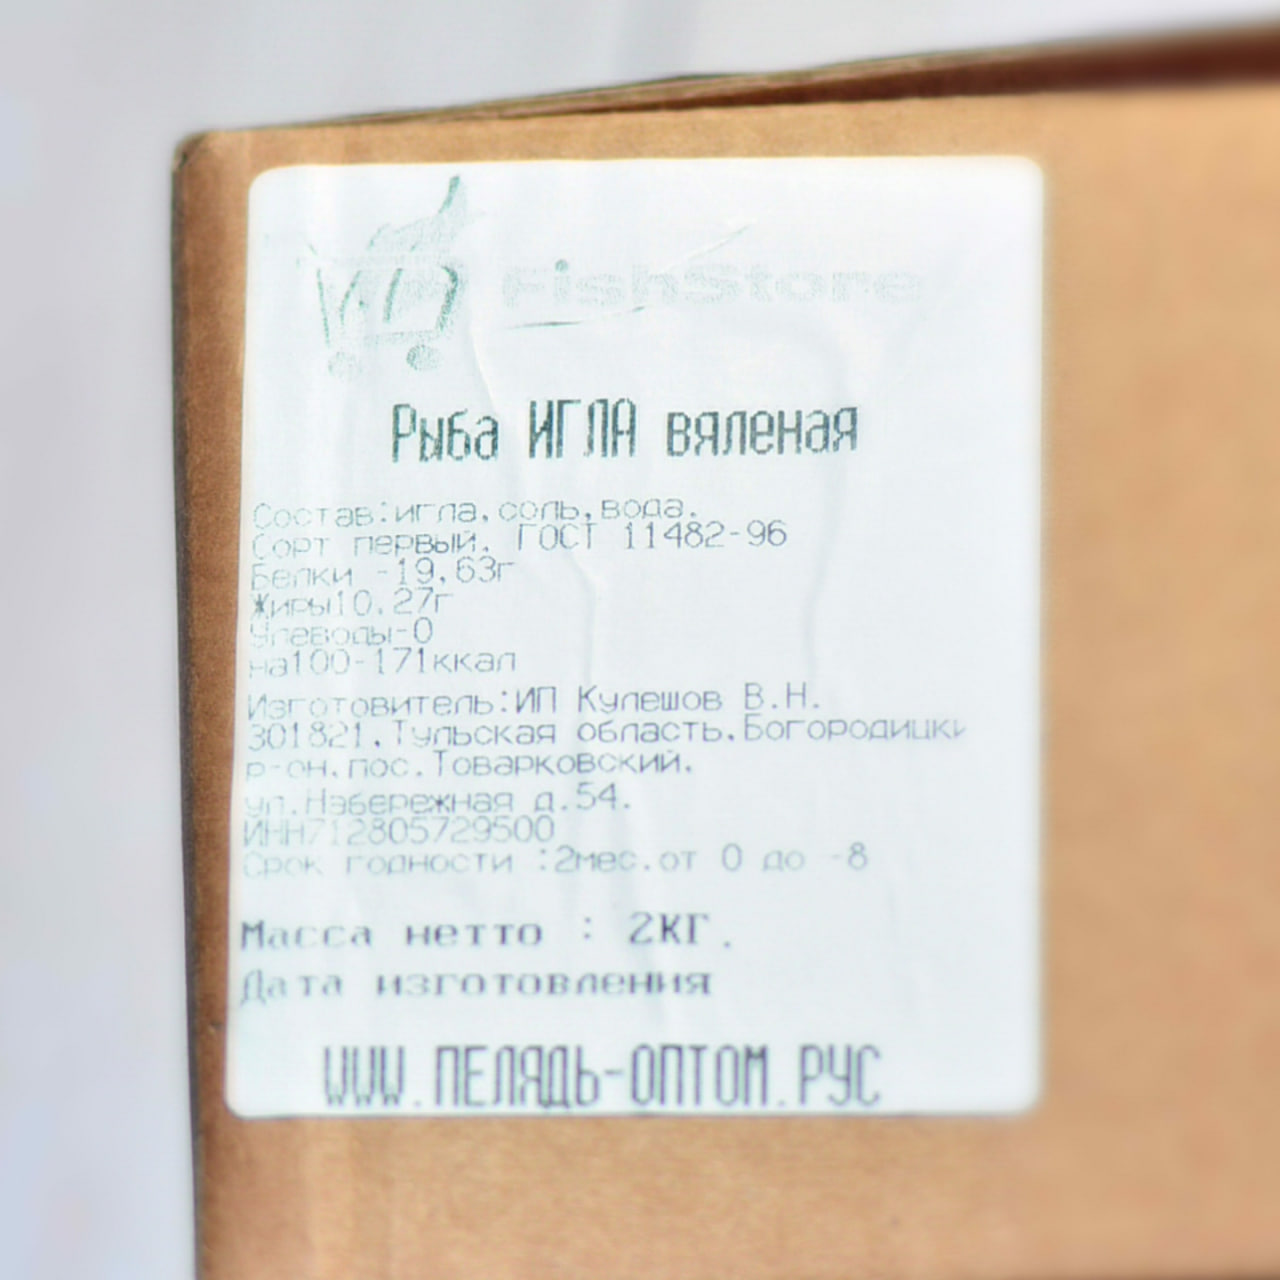 FishStore
Рыба ИГЛА вяленая
Состав:игла,соль,вода.
Сорт первый, ГОСТ 11482-96
Белки -19,63г
Жиры10,27г
Улеводы-0
на100-171ккал
Изготовитель:ИП Кулешов В.Н.
301821,Тульская область,Богородицки
р-он,пос.Товарковский,
ул.Набережная д.54.
ИНН712805729500
Срок годности :2мес.от 0 до -8
Масса нетто : 2КГ.
Дата изготовления
WWW.ПЕЛЯДЬ-ОПТОМ.РУС